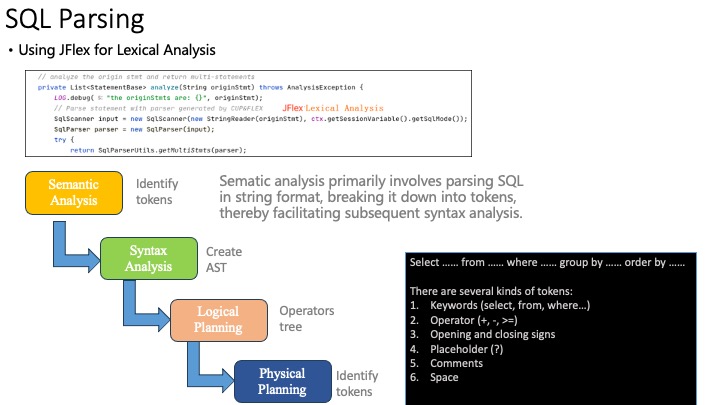 SQL Parsing
• Using JFlex for Lexical Analysis
// analyze the origin stmt and return multi-statements
private List<StatementBase> analyze(String originStmt) throws AnalysisException {
LOG.debug( "the originStmts are: {}", originStmt);
// Parse statement with parser generated by CUP&FLEX JFlex Lexical Analysis
SqlScanner input = new SqlScanner(new StringReader(originStmt), ctx.getSessionVariable().getSqlMode());
SqlParser parser = new SqlParser(input);
try {
return SqlParserUtils.getMultiStmts(parser);
Semantic
Analysis
Identify
tokens
Sematic analysis primarily involves parsing SQL
in string format, breaking it down into tokens,
thereby facilitating subsequent syntax analysis.
Syntax
Analysis
Create
AST
Logical
Planning
Operators
tree
Physical
Planning
Identify
tokens
Select ...... from ...... where ...... group by ...... order by ......
There are several kinds of tokens:
1. Keywords (select, from, where...)
2. Operator (+, -, >=)
3. Opening and closing signs
4. Placeholder (?)
5. Comments
6. Space